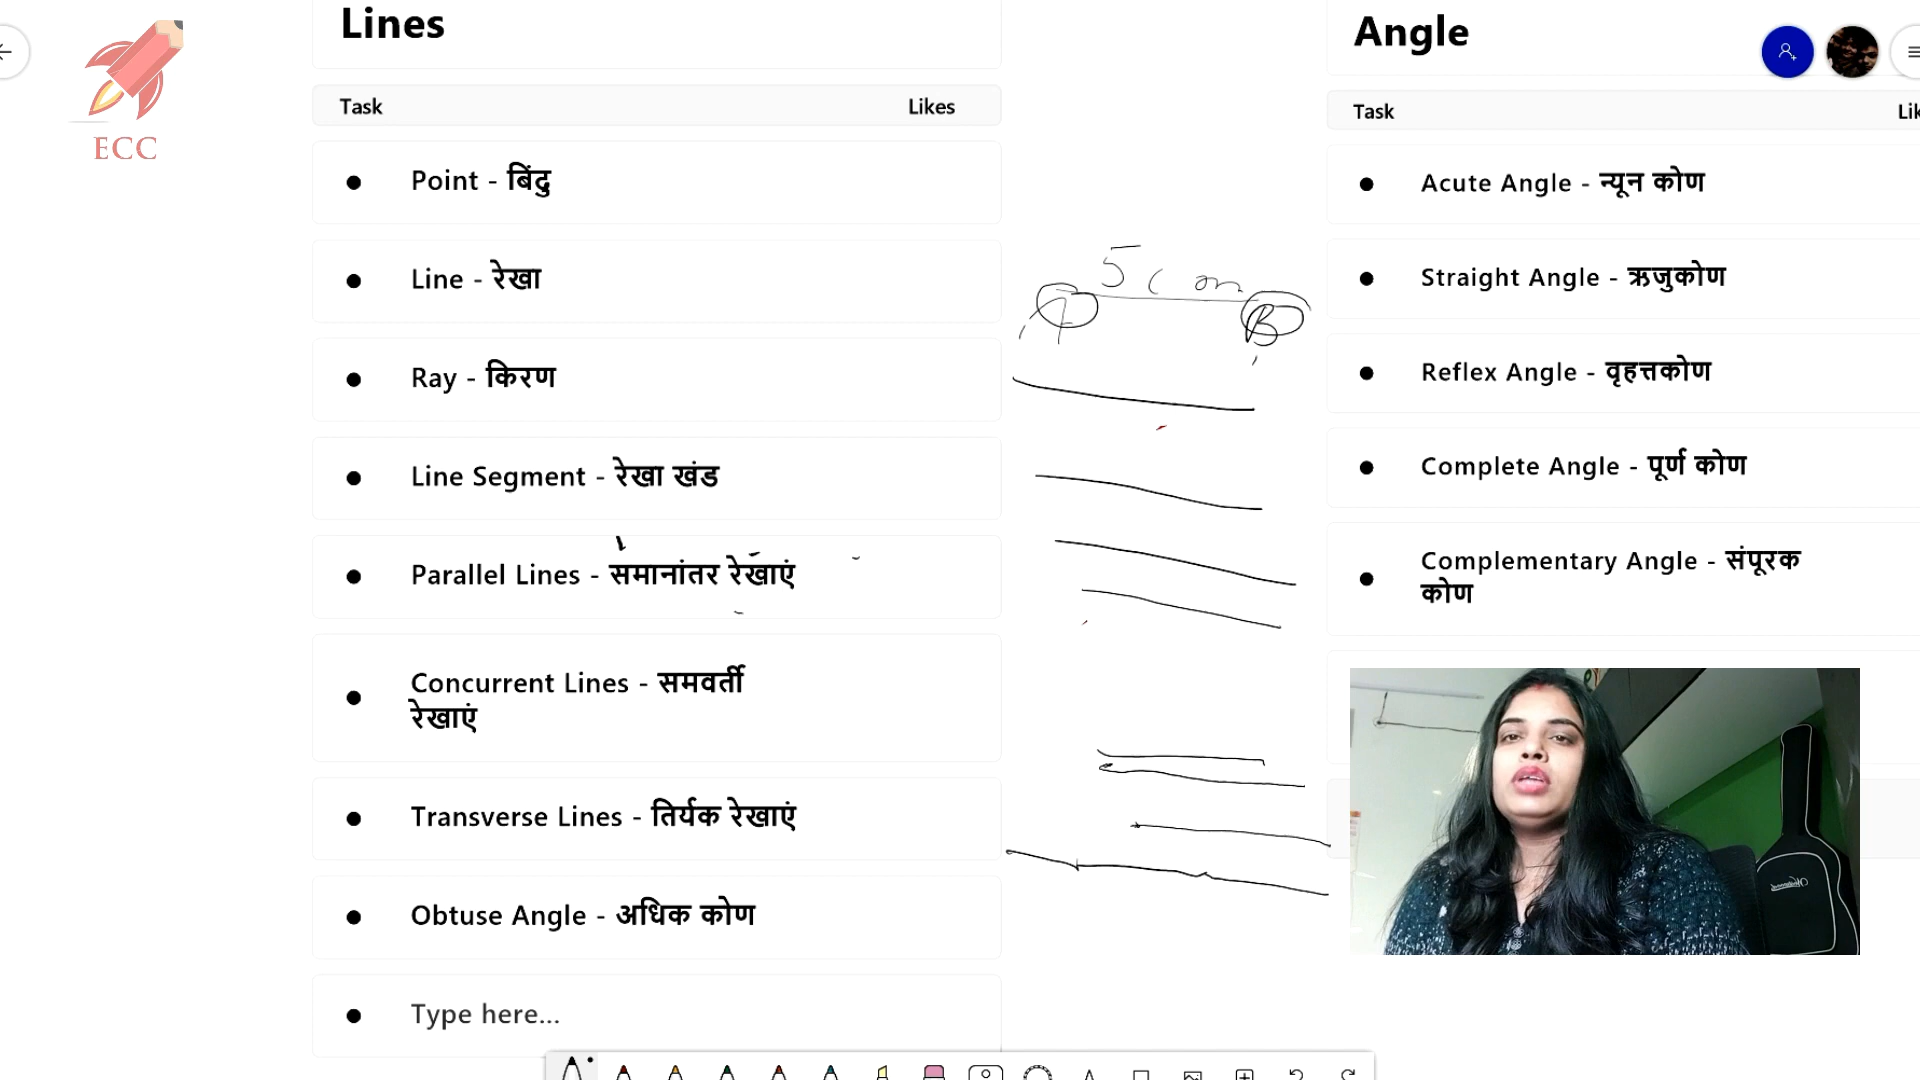 Lines
Task Likes
Point - बिंदु
Line - रेखा
Ray - किरण
Line Segment - रेखा खंड
Parallel Lines - समानांतर रेखाएं
Concurrent Lines - समवर्ती
रेखाएं
Transverse Lines - तिर्यक रेखाएं
Obtuse Angle - अधिक कोण
Type here...
ECC
5 cm
A B
Angle
Task Lik
Acute Angle - न्यून कोण
Straight Angle - ऋजुकोण
Reflex Angle - वृहत्तकोण
Complete Angle - पूर्ण कोण
Complementary Angle - संपूरक
कोण